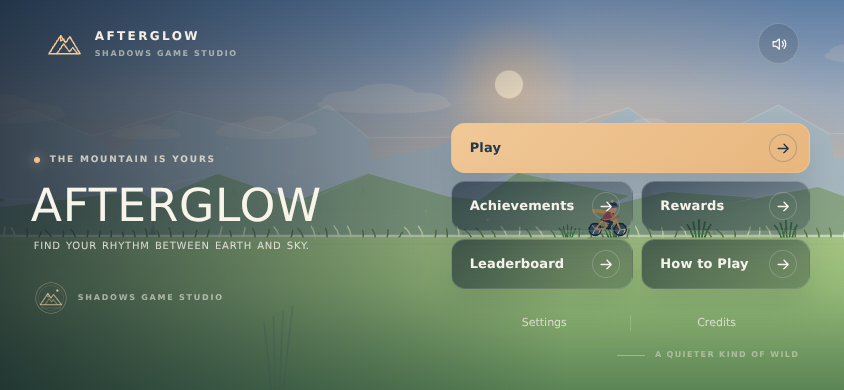 AFTERGLOW
SHADOWS GAME STUDIO
THE MOUNTAIN IS YOURS
AFTERGLOW
FIND YOUR RHYTHM BETWEEN EARTH AND SKY.
SHADOWS GAME STUDIO
Play
Achievements
Rewards
Leaderboard
How to Play
Settings
Credits
A QUIETER KIND OF WILD